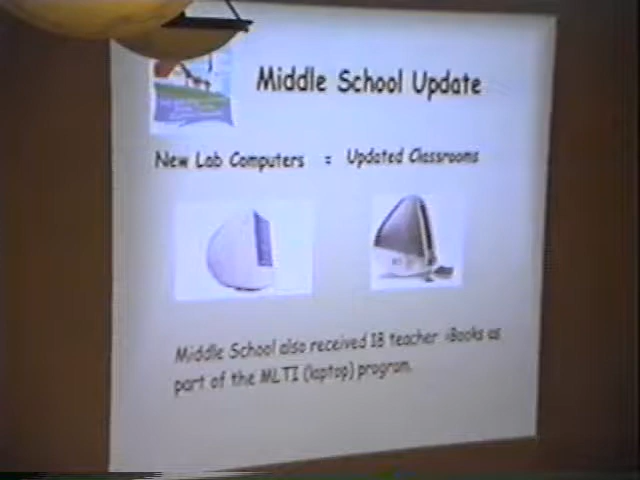 Middle School Update
New Lab Computers = Updated Classrooms
Middle School also received 18 teacher iBooks as
part of the MLTI (laptop) program.